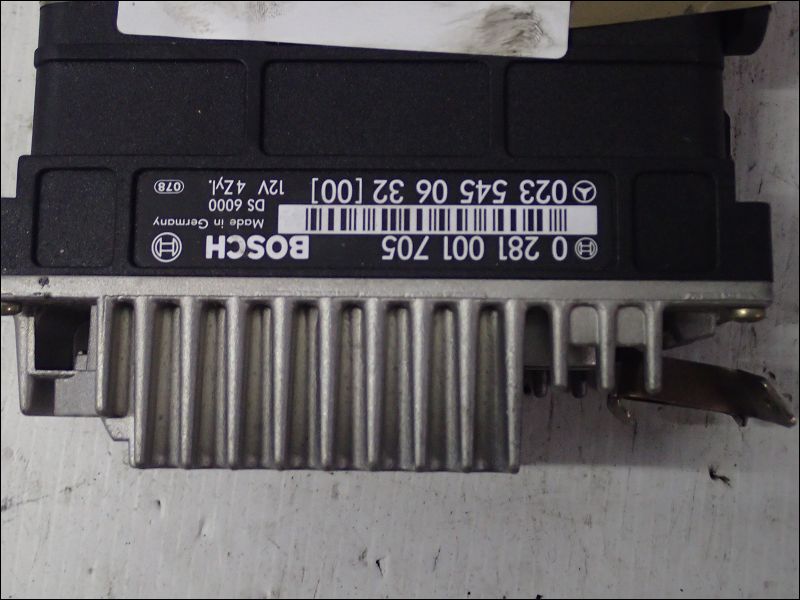 0 281 001 705 BOSCH
Made in Germany
DS 6000
023 545 06 32 [00] 12V 4Zyl. 078